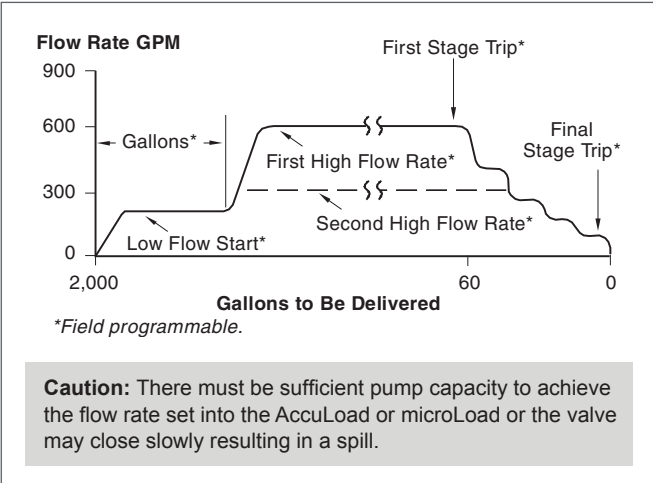 Flow Rate GPM
First Stage Trip*
900
600
Gallons*
Final
Stage Trip*
First High Flow Rate*
300
Second High Flow Rate*
Low Flow Start*
0
2,000
60
0
Gallons to Be Delivered
*Field programmable.
Caution: There must be sufficient pump capacity to achieve
the flow rate set into the AccuLoad or microLoad or the valve
may close slowly resulting in a spill.